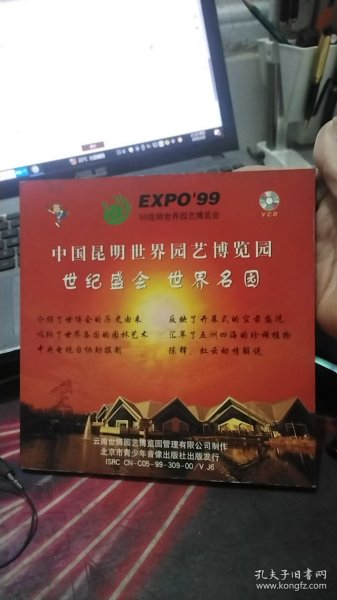 EXPO'99
'99昆明世界园艺博览会
VCD
中国昆明世界园艺博览园
世纪盛会 世界名园
介绍了世博会的历史由来
反映了开幕式的空前盛况
吸纳了世界各国的园林艺术
汇萃了五洲四海的珍稀植物
中央电视台协助摄制
陈铎、虹云动情解说
云南世博园艺博览园管理有限公司制作
北京市青少年音像出版社出版发行
ISRC CN-C05-99-309-00/V J6
孔夫子旧书网
www.kongfz.com